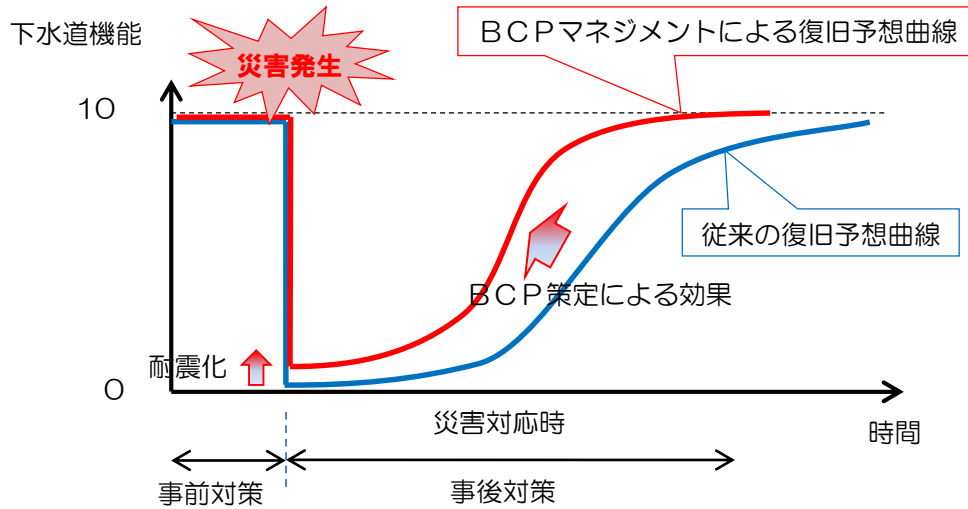 下水道機能
災害発生
ＢＣＰマネジメントによる復旧予想曲線
１０
従来の復旧予想曲線
ＢＣＰ策定による効果
耐震化
０
災害対応時
時間
事前対策
事後対策